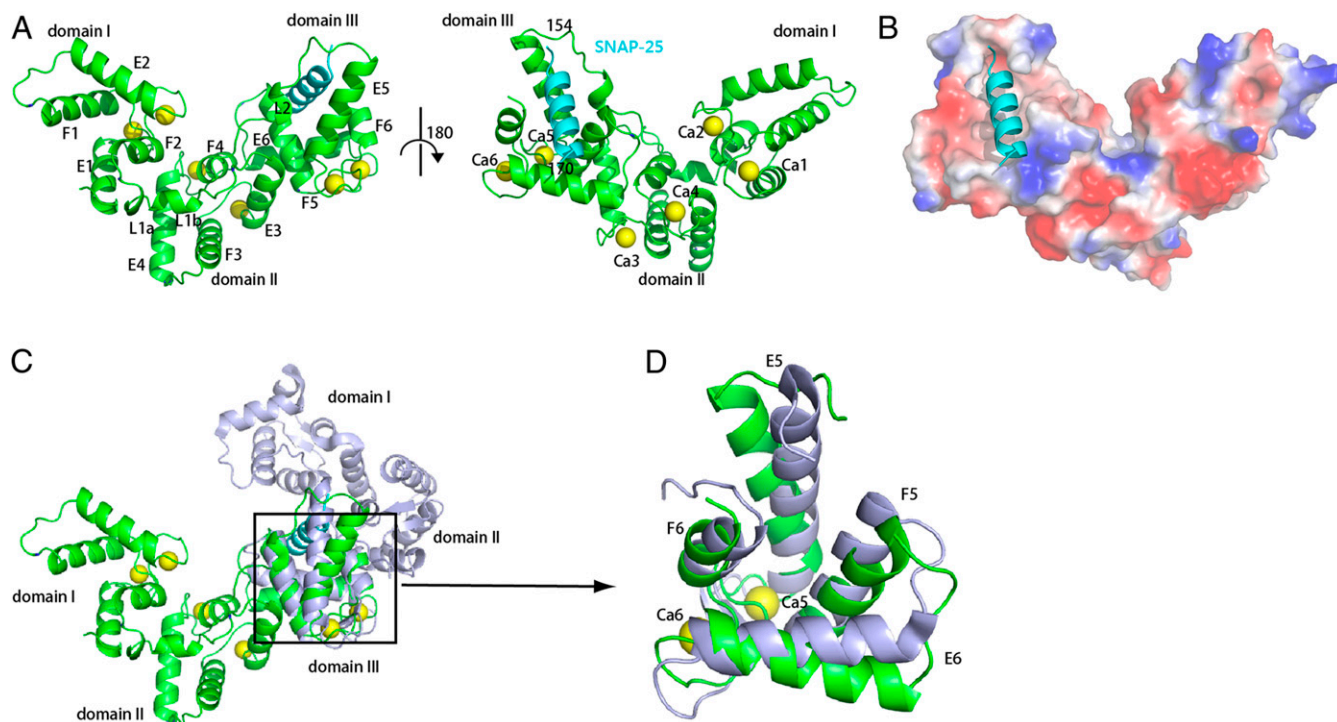 A
domain I
E2
F1
E1
F2
F4
L1a
L1b
E4
F3
domain II
E3
E6
L2
domain III
E5
F6
F5
180
domain III
154
SNAP-25
domain I
Ca5
Ca6
170
Ca2
Ca1
Ca4
Ca3
domain II
B
C
domain I
domain II
domain I
domain III
domain II
D
E5
F5
F6
Ca5
Ca6
E6